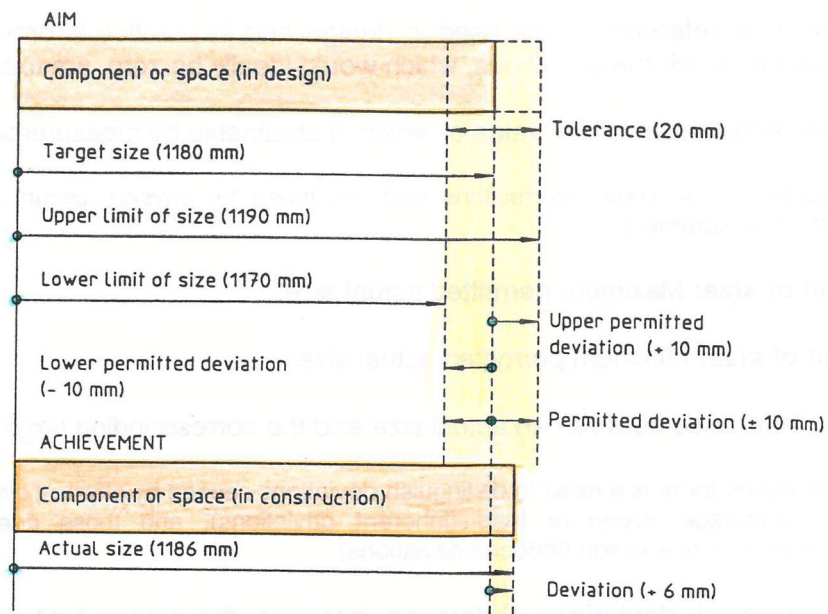 AIM
Component or space (in design)
Tolerance (20 mm)
Target size (1180 mm)
Upper limit of size (1190 mm)
Lower limit of size (1170 mm)
Upper permitted
deviation (+ 10 mm)
Lower permitted deviation
(- 10 mm)
Permitted deviation (± 10 mm)
ACHIEVEMENT
Component or space (in construction)
Actual size (1186 mm)
Deviation (+ 6 mm)